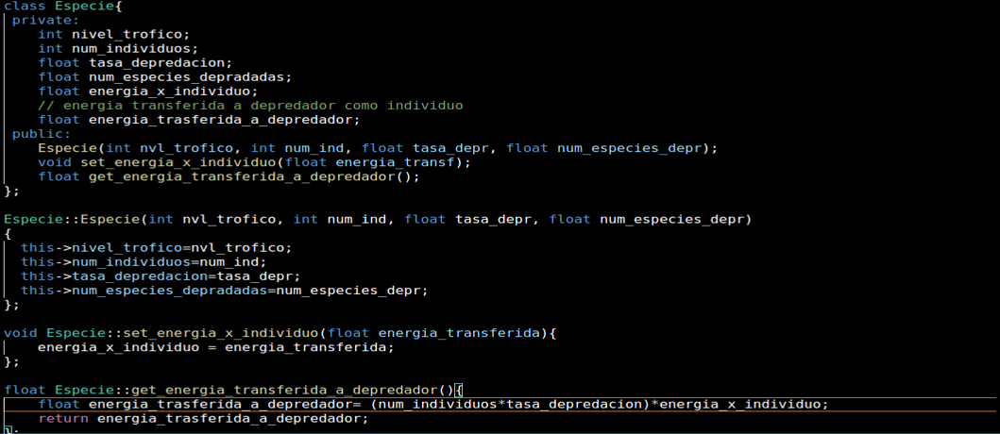 class Especie{
private:
int nivel_trofico;
int num_individuos;
float tasa_depredacion;
float num_especies_depradadas;
float energia_x_individuo;
// energia transferida a depredador como individuo
float energia_trasferida_a_depredador;
public:
Especie(int nvl_trofico, int num_ind, float tasa_depr, float num_especies_depr);
void set_energia_x_individuo(float energia_transf);
float get_energia_transferida_a_depredador();
};
Especie::Especie(int nvl_trofico, int num_ind, float tasa_depr, float num_especies_depr)
{
this->nivel_trofico=nvl_trofico;
this->num_individuos=num_ind;
this->tasa_depredacion=tasa_depr;
this->num_especies_depradadas=num_especies_depr;
};
void Especie::set_energia_x_individuo(float energia_transferida){
energia_x_individuo = energia_transferida;
};
float Especie::get_energia_transferida_a_depredador(){
float energia_trasferida_a_depredador= (num_individuos*tasa_depredacion)*energia_x_individuo;
return energia_trasferida_a_depredador;
};